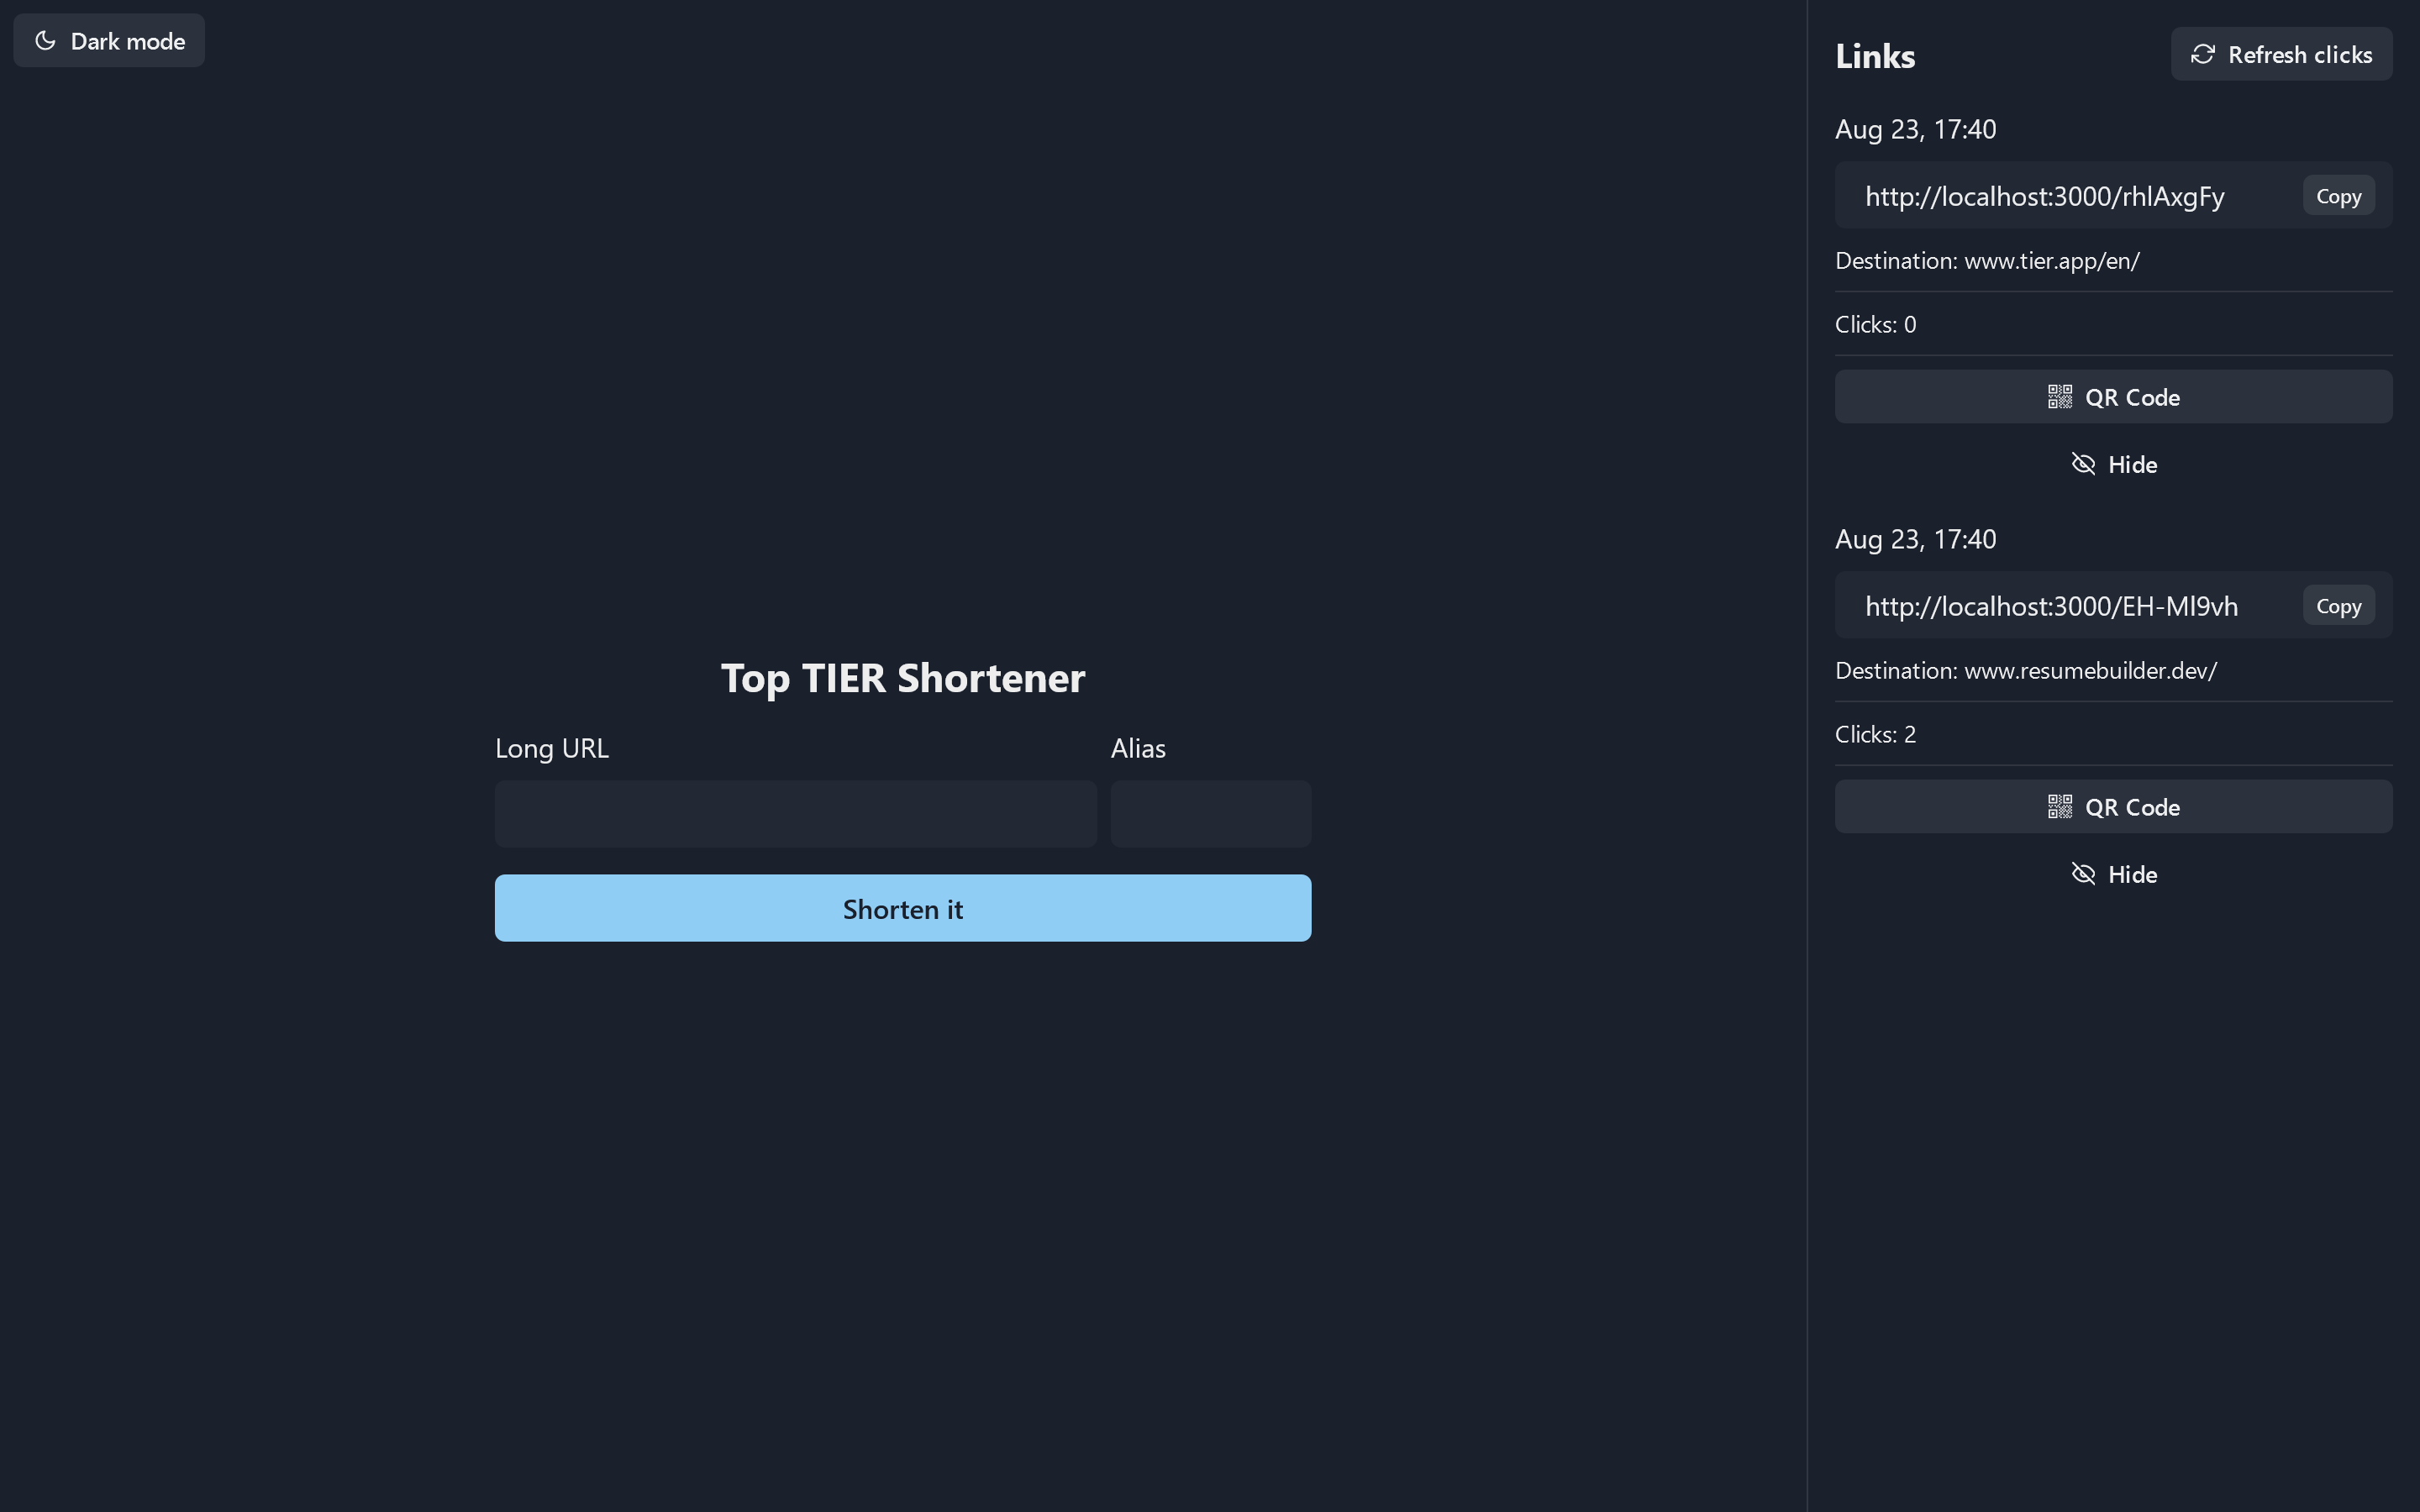 Dark mode
Top TIER Shortener
Long URL
Alias
Shorten it
Links
Refresh clicks
Aug 23, 17:40
http://localhost:3000/rhlAxgFy
Copy
Destination: www.tier.app/en/
Clicks: 0
QR Code
Hide
Aug 23, 17:40
http://localhost:3000/EH-Ml9vh
Copy
Destination: www.resumebuilder.dev/
Clicks: 2
QR Code
Hide